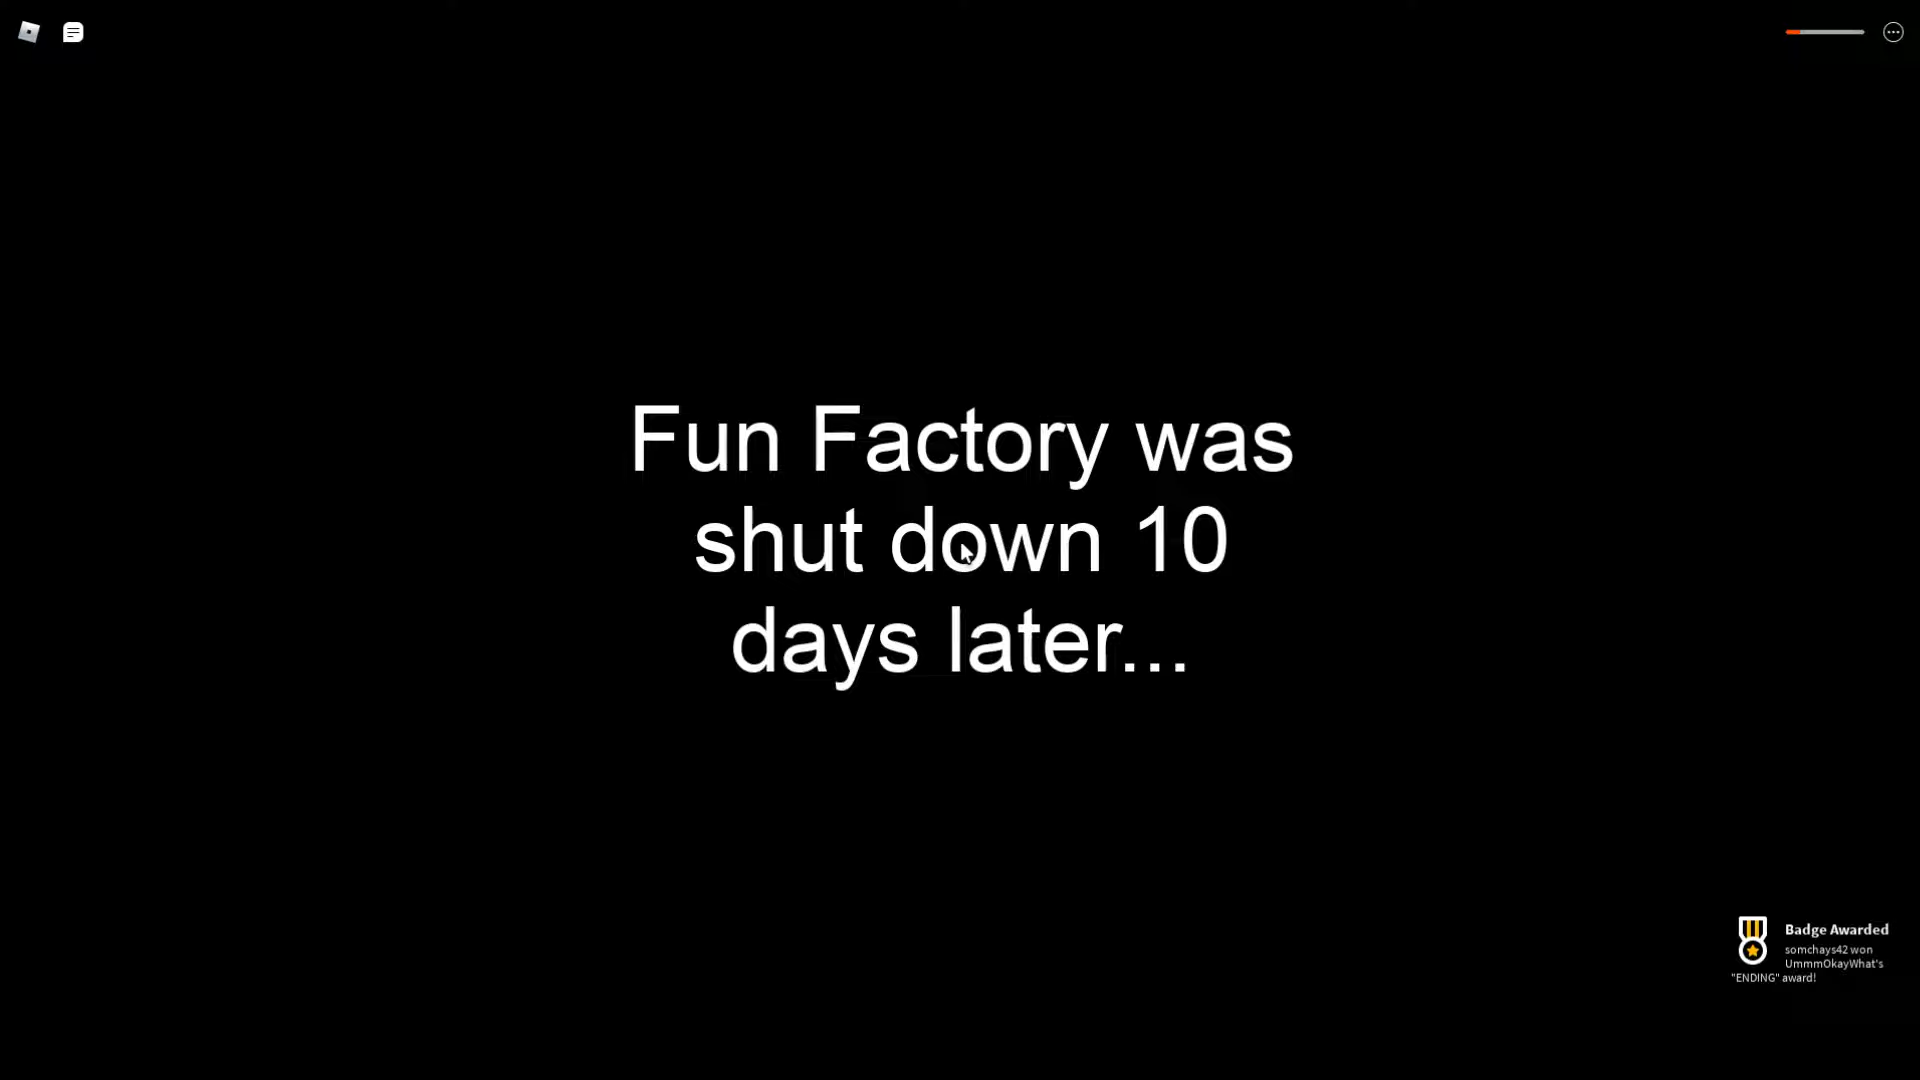 Fun Factory was
shut down 10
days later...
Badge Awarded
somchays42 won
UmmmOkayWhat's
"ENDING" award!